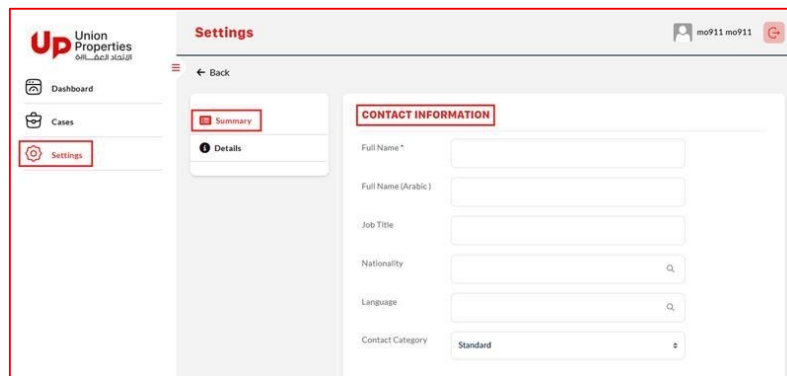 Union
Properties
Settings
mo911 mo911
Back
Dashboard
Cases
Settings
Summary
Details
CONTACT INFORMATION
Full Name *
Full Name (Arabic )
Job Title
Nationality
Language
Contact Category
Standard